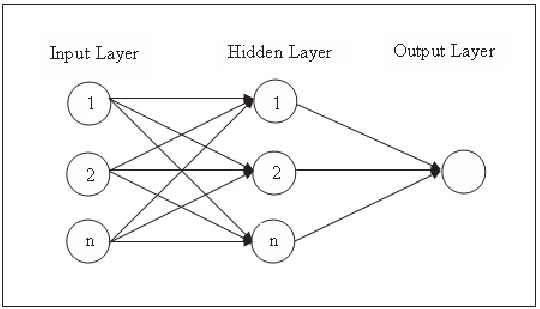 Input Layer
Hidden Layer
Output Layer
1
1
2
2
n
n